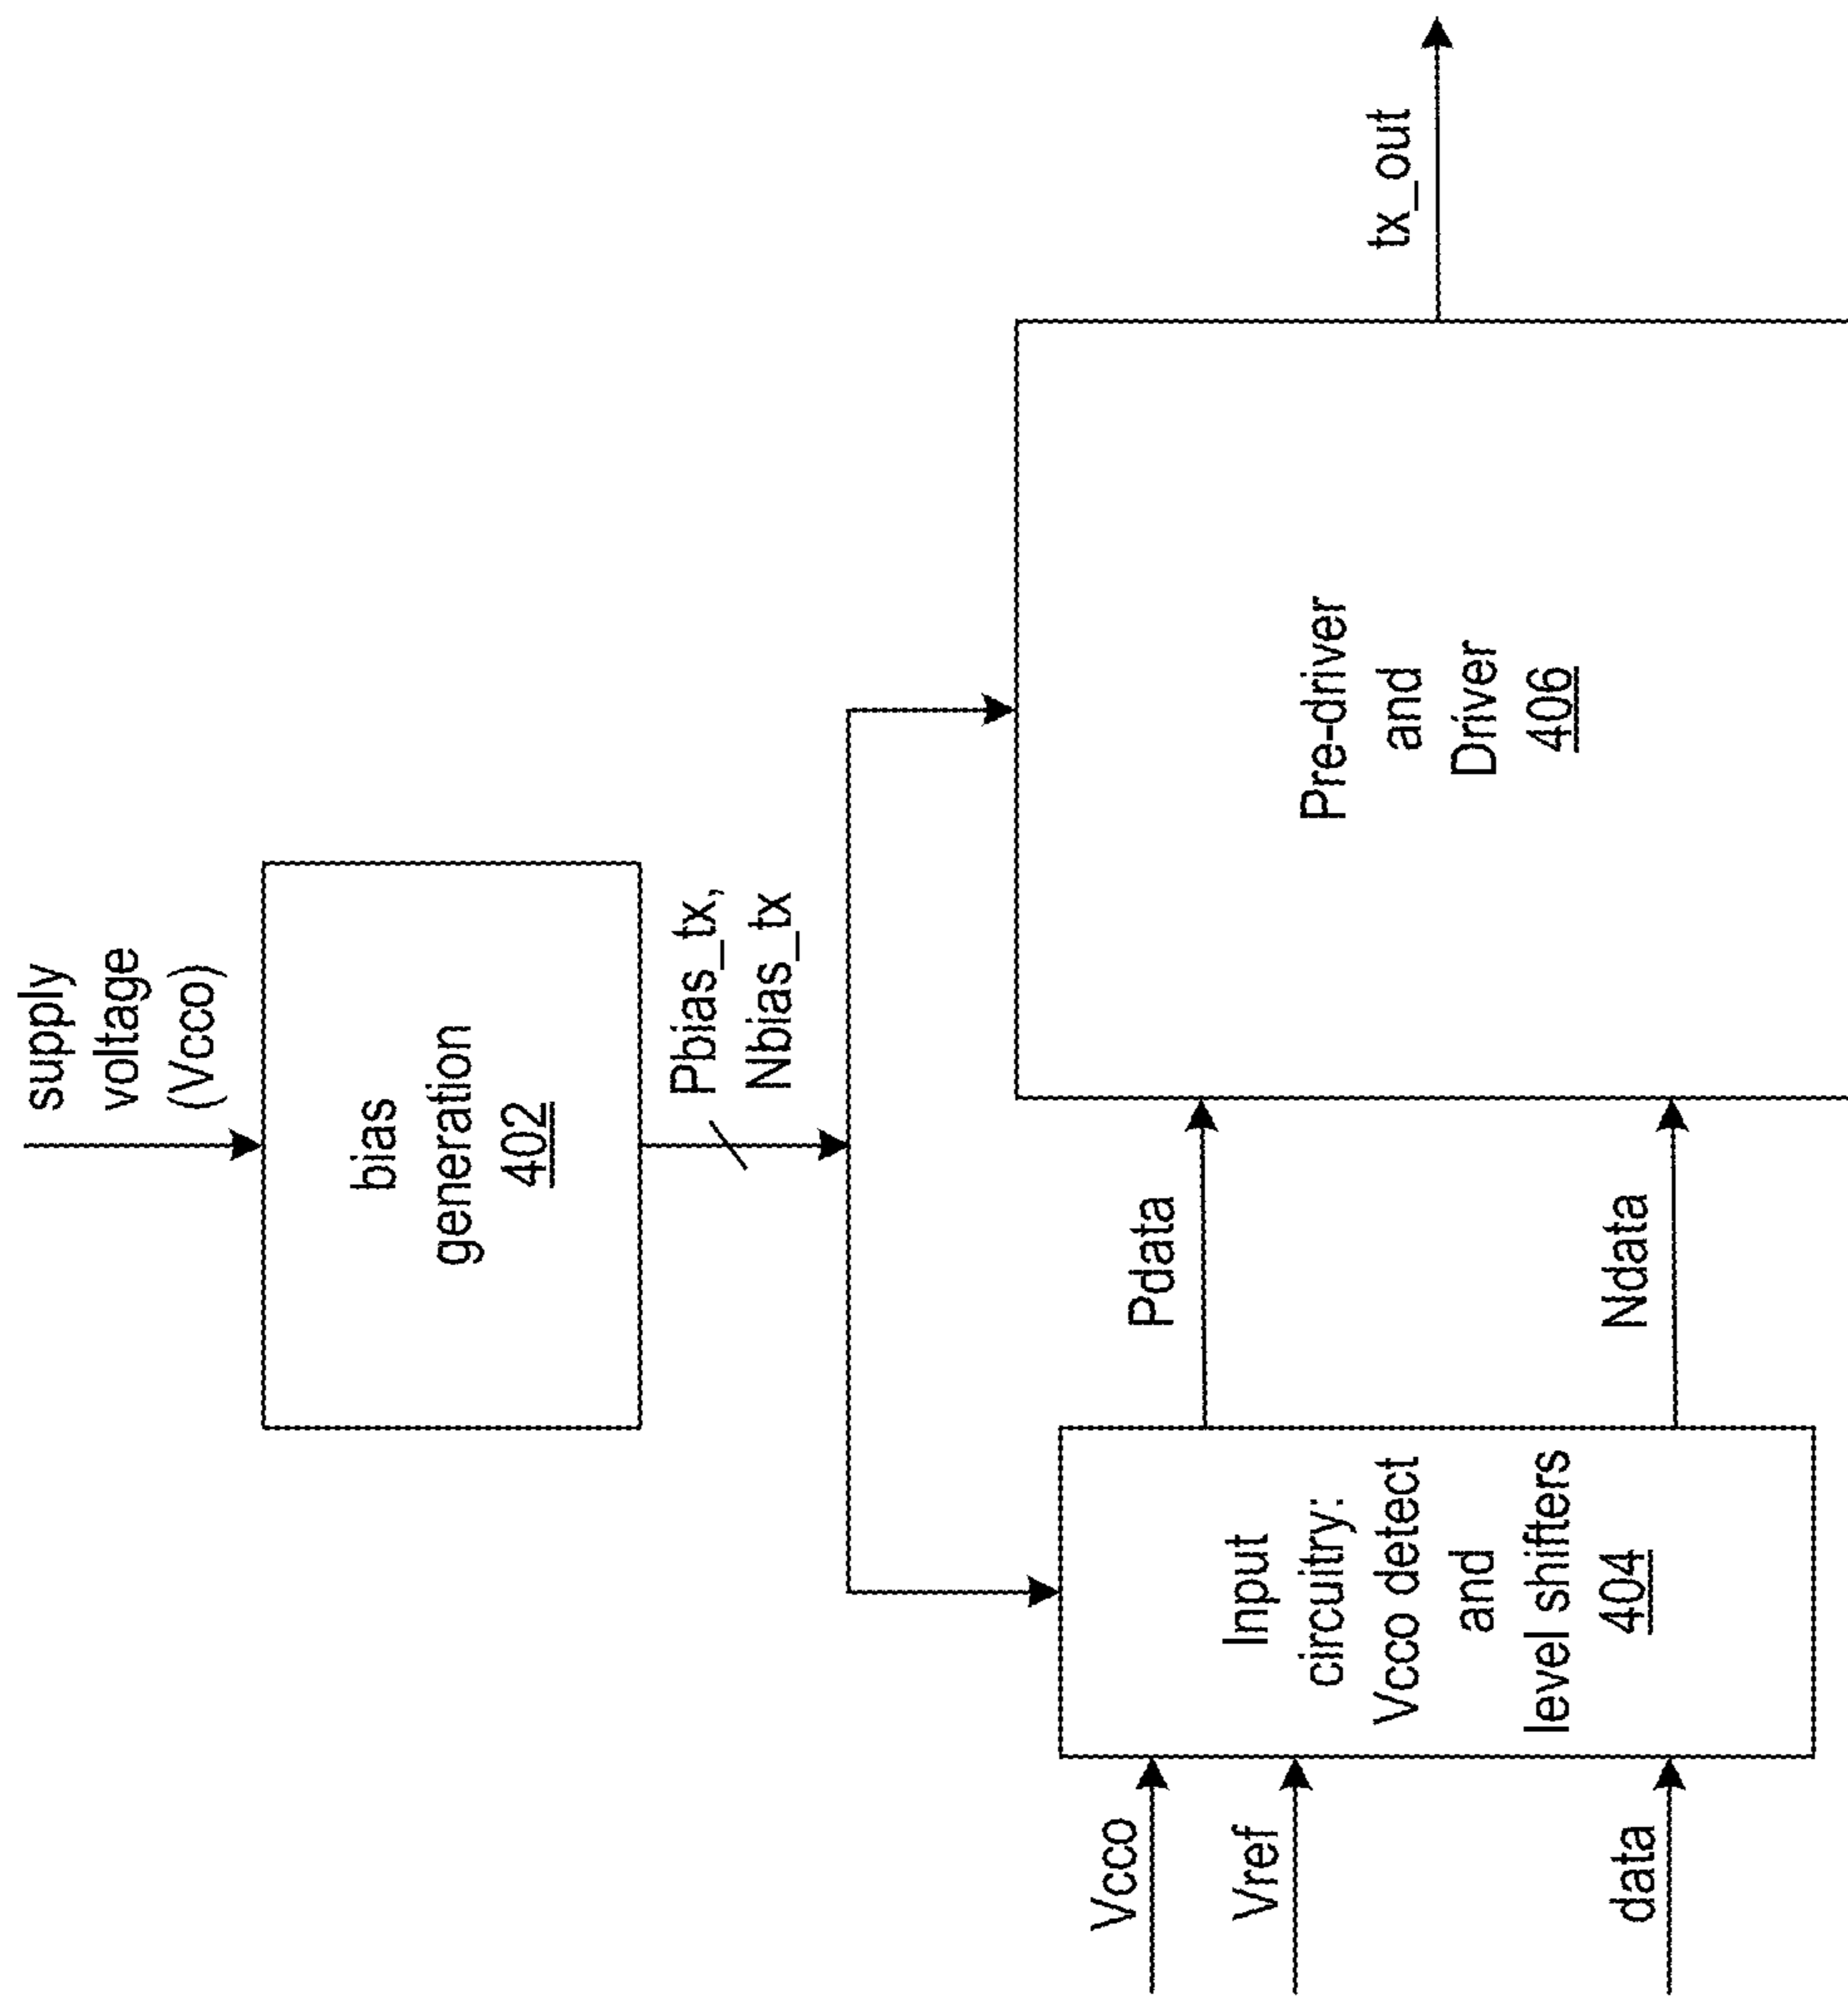 supply
voltage
(Vcco)
bias
generation
402
Pbias_tx,
Nbias_tx
Vcco
Vref
data
Input
circuitry:
Vcco detect
and
level shifters
404
Pdata
Ndata
Pre-driver
and
Driver
406
tx_out